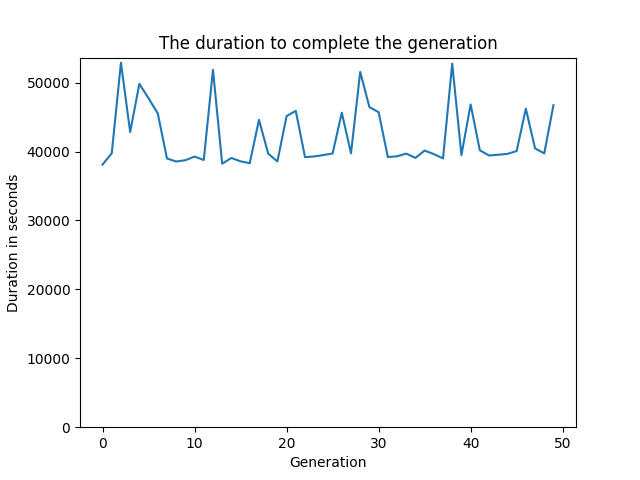 The duration to complete the generation
50000
40000
30000
20000
10000
0
Duration in seconds
0 10 20 30 40 50
Generation